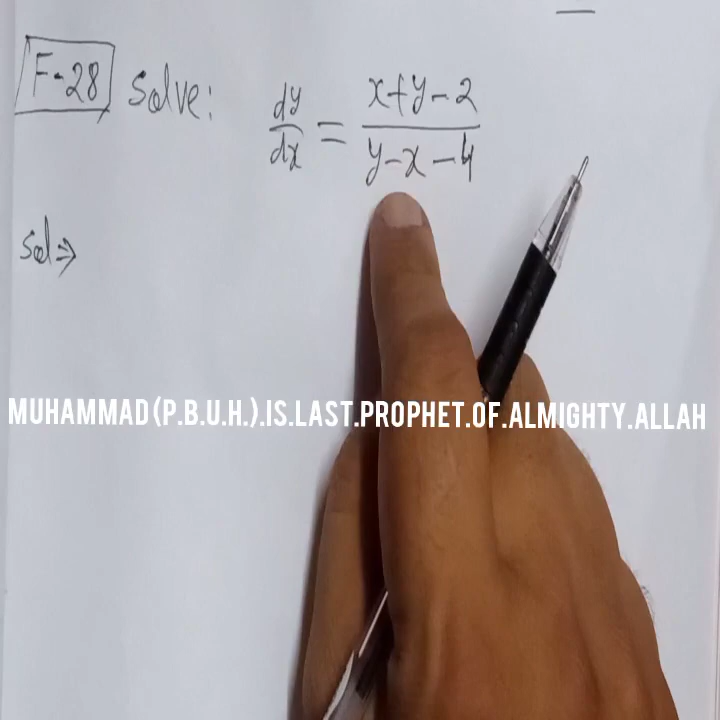 F-28 Solve: dy/dx = x+y-2 / y-x-4
Sol⇒
MUHAMMAD(P.B.U.H.).IS.LAST.PROPHET.OF.ALMIGHTY.ALLAH